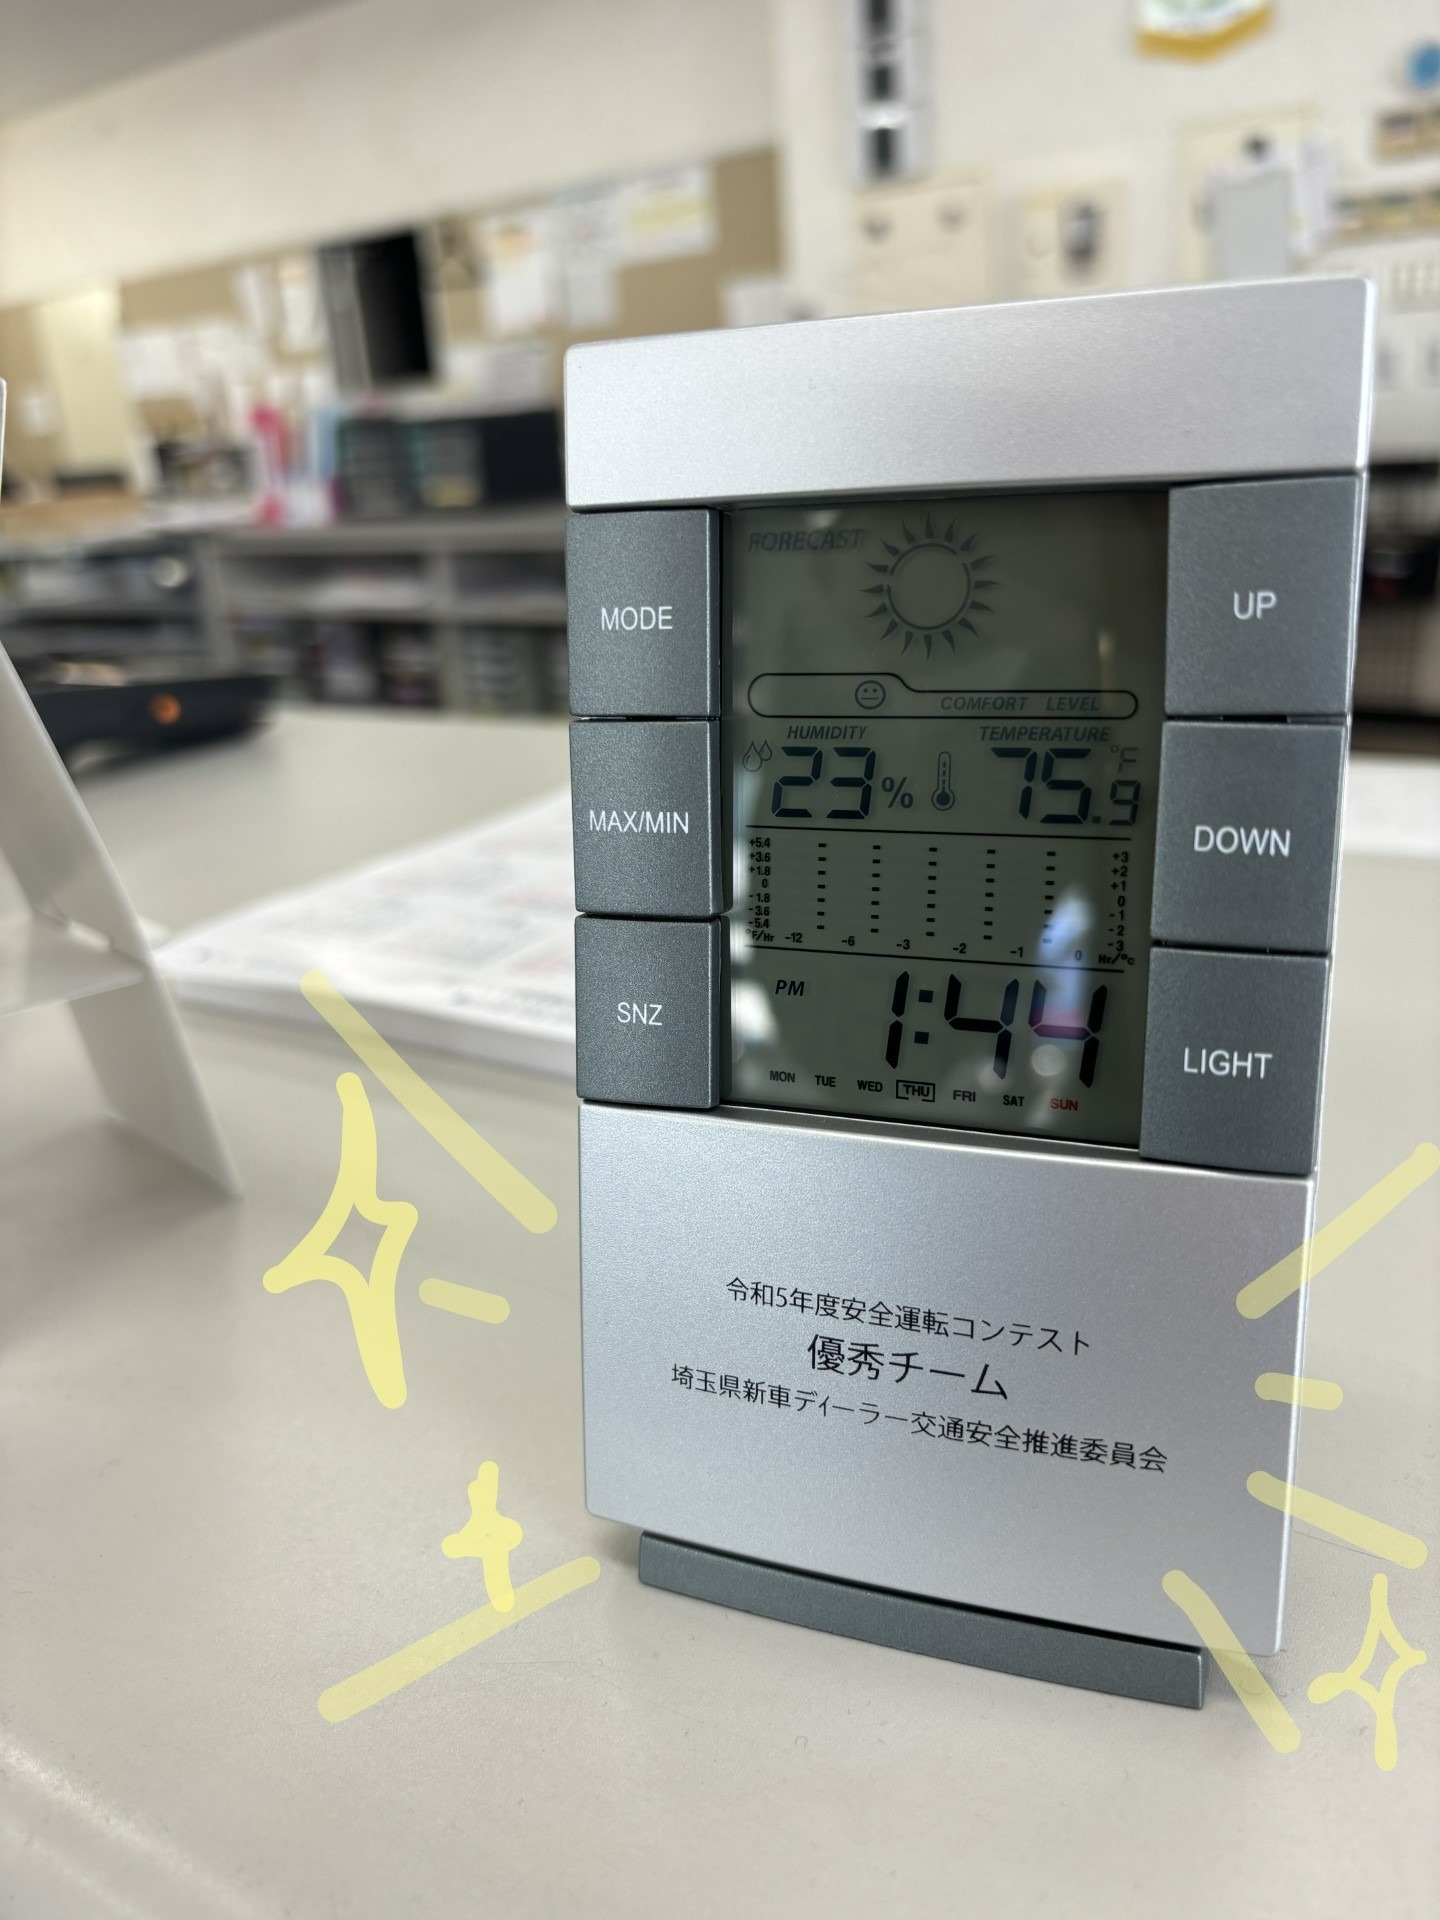 FORECAST
MODE
UP
COMFORT LEVEL
HUMIDITY TEMPERATURE
23% 75.9 °F
MAX/MIN
DOWN
+5.4 +3
+3.6 +2
+1.8 +1
0 0
-1.8 -1
-3.6 -2
-5.4 -3
°F/Hr -12 -6 -3 -2 -1 0 Hr/°C
SNZ
PM 1:44
LIGHT
MON TUE WED THU FRI SAT SUN
令和5年度安全運転コンテスト
優秀チーム
埼玉県新車ディーラー交通安全推進委員会